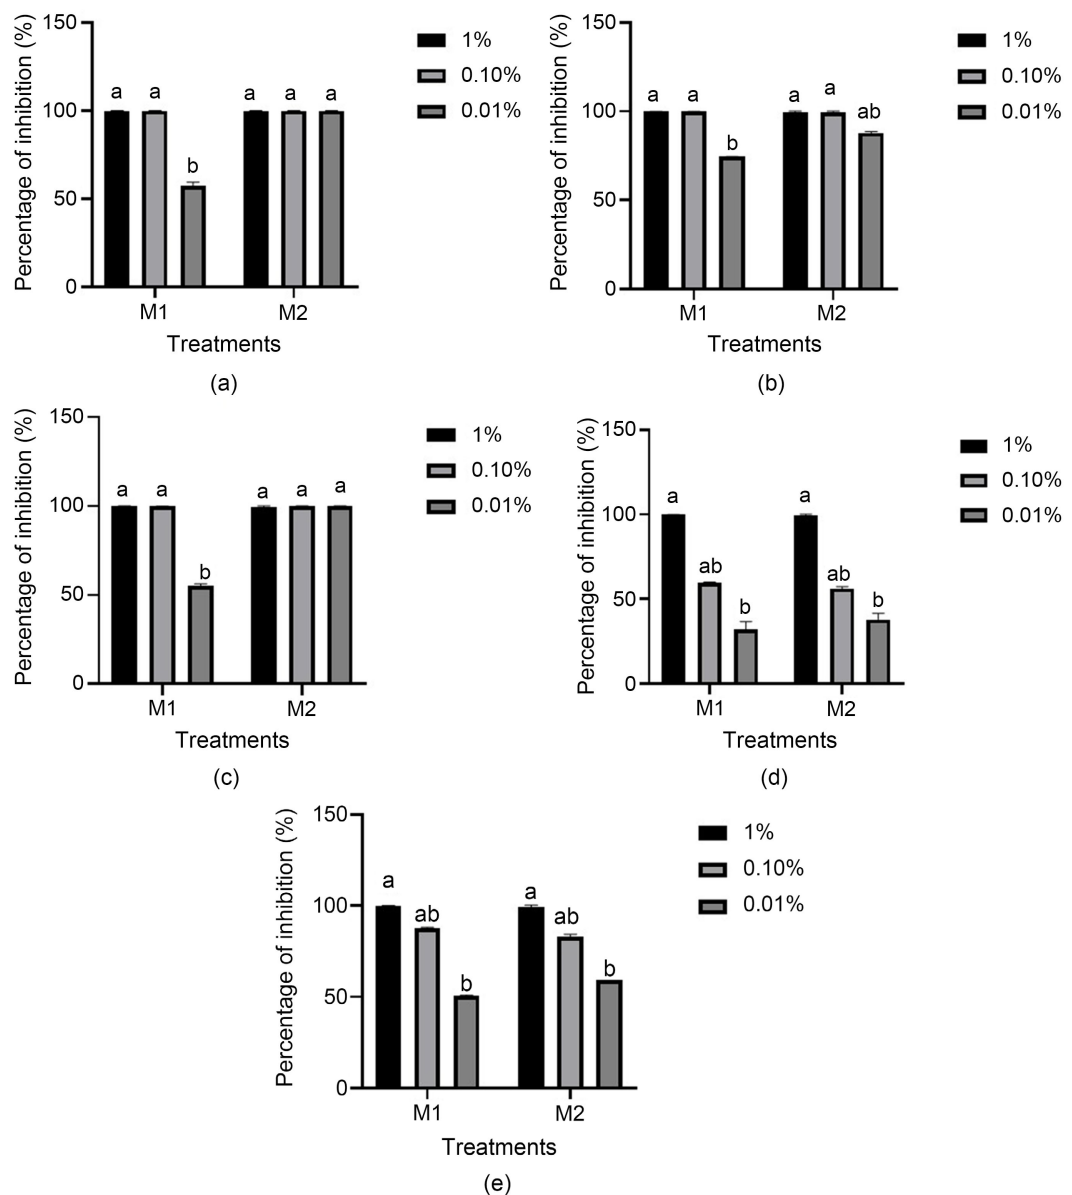 150
100
50
0
Percentage of inhibition (%)
a a b a a a
M1 M2
Treatments
1%
0.10%
0.01%
(a)
150
100
50
0
Percentage of inhibition (%)
a a b a a ab
M1 M2
Treatments
1%
0.10%
0.01%
(b)
150
100
50
0
Percentage of inhibition (%)
a a b a a a
M1 M2
Treatments
1%
0.10%
0.01%
(c)
150
100
50
0
Percentage of inhibition (%)
a ab b a ab b
M1 M2
Treatments
1%
0.10%
0.01%
(d)
150
100
50
0
Percentage of inhibition (%)
a ab b a ab b
M1 M2
Treatments
1%
0.10%
0.01%
(e)